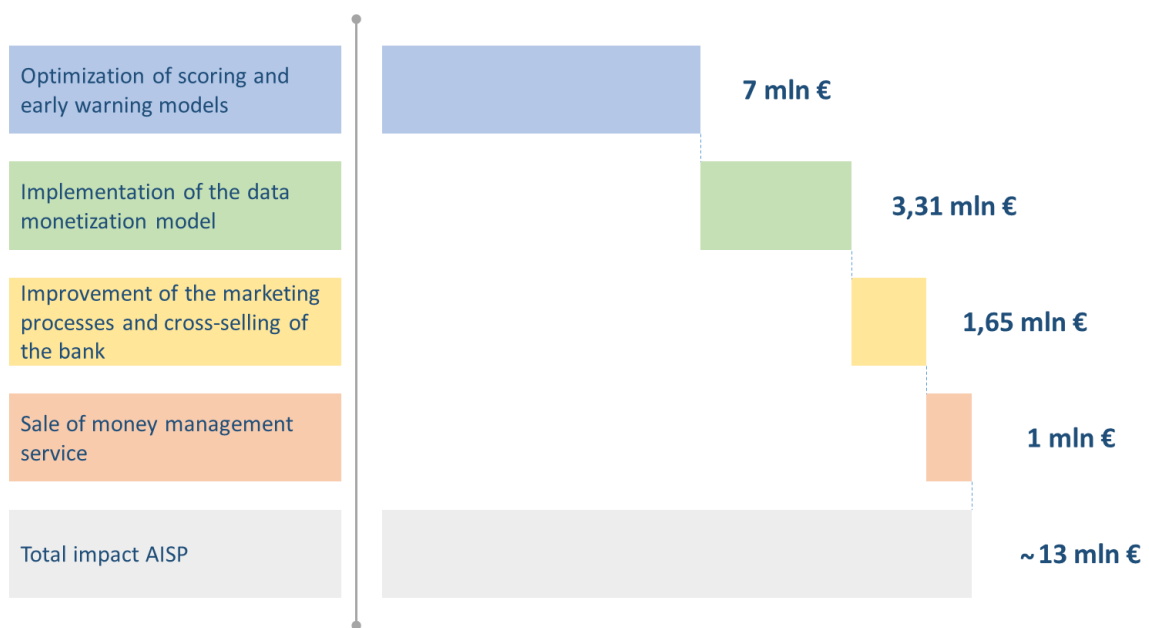 Optimization of scoring and
early warning models
7 mln €
Implementation of the data
monetization model
3,31 mln €
Improvement of the marketing
processes and cross-selling of
the bank
1,65 mln €
Sale of money management
service
1 mln €
Total impact AISP
~13 mln €